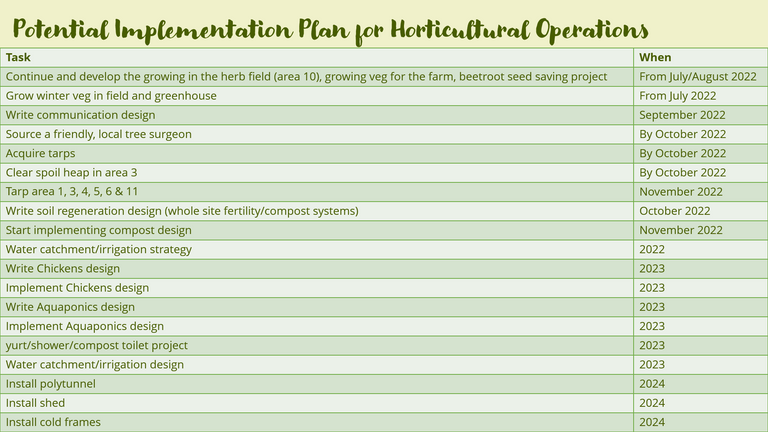 Potential Implementation Plan for Horticultural Operations
Task When
Continue and develop the growing in the herb field (area 10), growing veg for the farm, beetroot seed saving project From July/August 2022
Grow winter veg in field and greenhouse From July 2022
Write communication design September 2022
Source a friendly, local tree surgeon By October 2022
Acquire tarps By October 2022
Clear spoil heap in area 3 By October 2022
Tarp area 1, 3, 4, 5, 6 & 11 November 2022
Write soil regeneration design (whole site fertility/compost systems) October 2022
Start implementing compost design November 2022
Water catchment/irrigation strategy 2022
Write Chickens design 2023
Implement Chickens design 2023
Write Aquaponics design 2023
Implement Aquaponics design 2023
yurt/shower/compost toilet project 2023
Water catchment/irrigation design 2023
Install polytunnel 2024
Install shed 2024
Install cold frames 2024